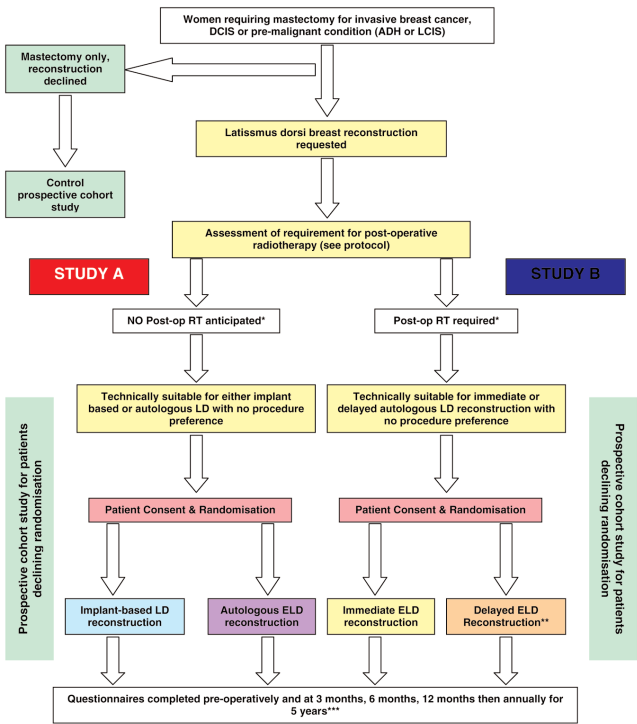 Women requiring mastectomy for invasive breast cancer,
DCIS or pre-malignant condition (ADH or LCIS)
Mastectomy only,
reconstruction
declined
Latissmus dorsi breast reconstruction
requested
Control
prospective cohort
study
Assessment of requirement for post-operative
radiotherapy (see protocol)
STUDY A
STUDY B
NO Post-op RT anticipated*
Post-op RT required*
Technically suitable for either implant
based or autologous LD with no procedure
preference
Technically suitable for immediate or
delayed autologous LD reconstruction with
no procedure preference
Prospective cohort study for patients
declining randomisation
Prospective cohort study for patients
declining randomisation
Patient Consent & Randomisation
Patient Consent & Randomisation
Implant-based LD
reconstruction
Autologous ELD
reconstruction
Immediate ELD
reconstruction
Delayed ELD
Reconstruction**
Questionnaires completed pre-operatively and at 3 months, 6 months, 12 months then annually for
5 years***